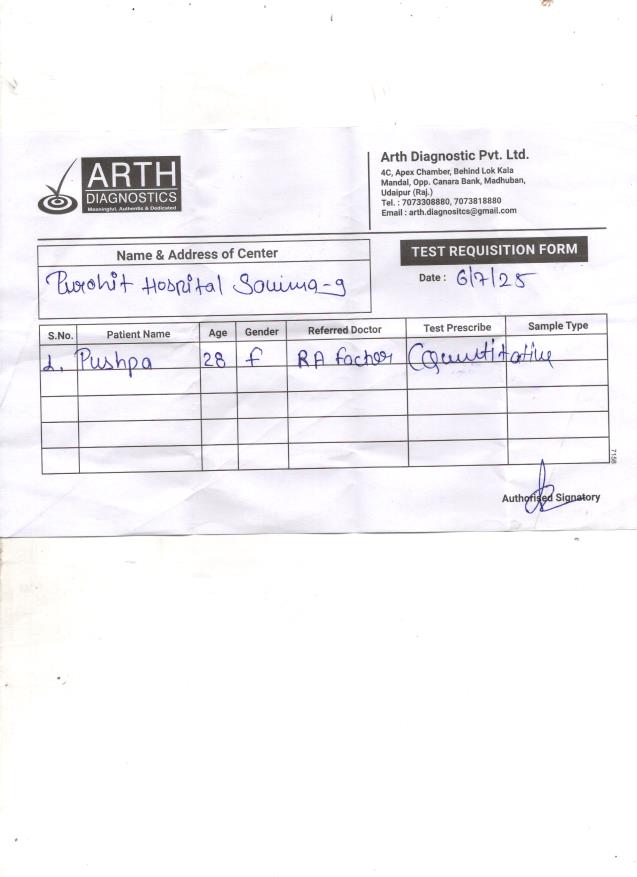 ARTH
DIAGNOSTICS
Meaningful, Authentic & Dedicated
Arth Diagnostic Pvt. Ltd.
4C, Apex Chamber, Behind Lok Kala
Mandal, Opp. Canara Bank, Madhuban,
Udaipur (Raj.)
Tel. : 7073308880, 7073818880
Email : arth.diagnositcs@gmail.com
Name & Address of Center
Purohit Hospital
TEST REQUISITION FORM
Date : 6/7/25
S.No. Patient Name Age Gender Referred Doctor Test Prescribe Sample Type
1. Pushpa 28 f RA factor (Quantitative
7156
Authorised Signatory